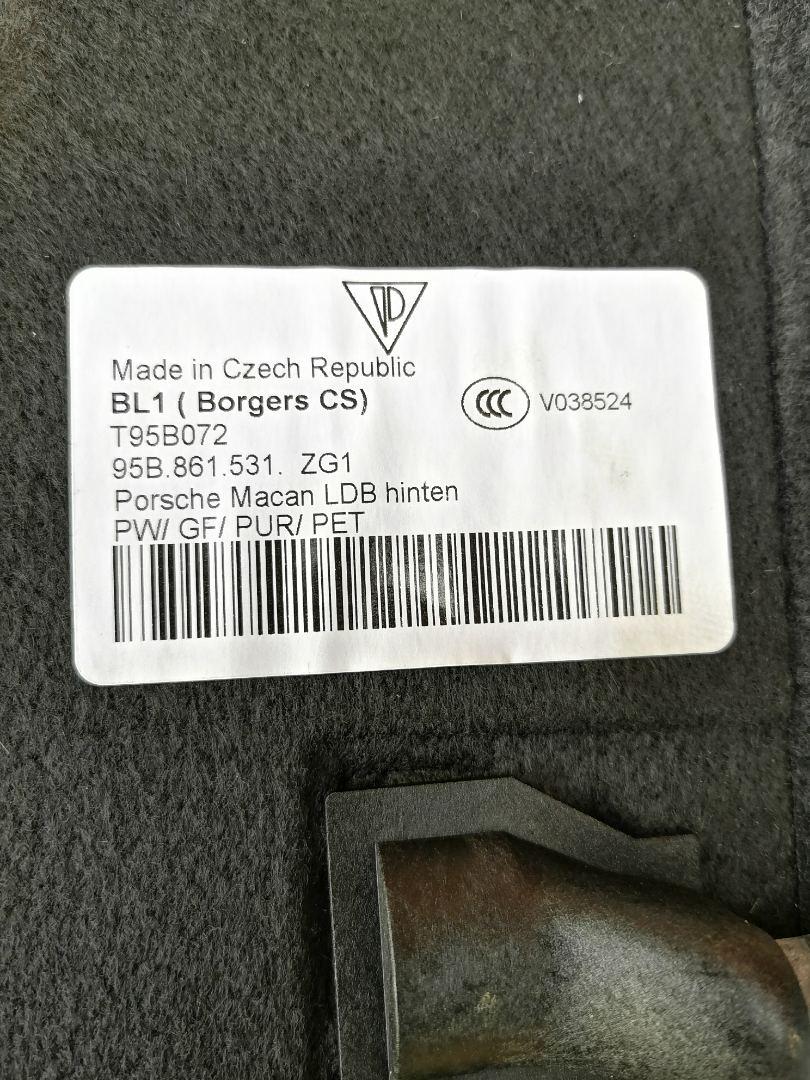 Made in Czech Republic
BL1 ( Borgers CS)
CCC V038524
T95B072
95B.861.531. ZG1
Porsche Macan LDB hinten
PW/ GF/ PUR/ PET